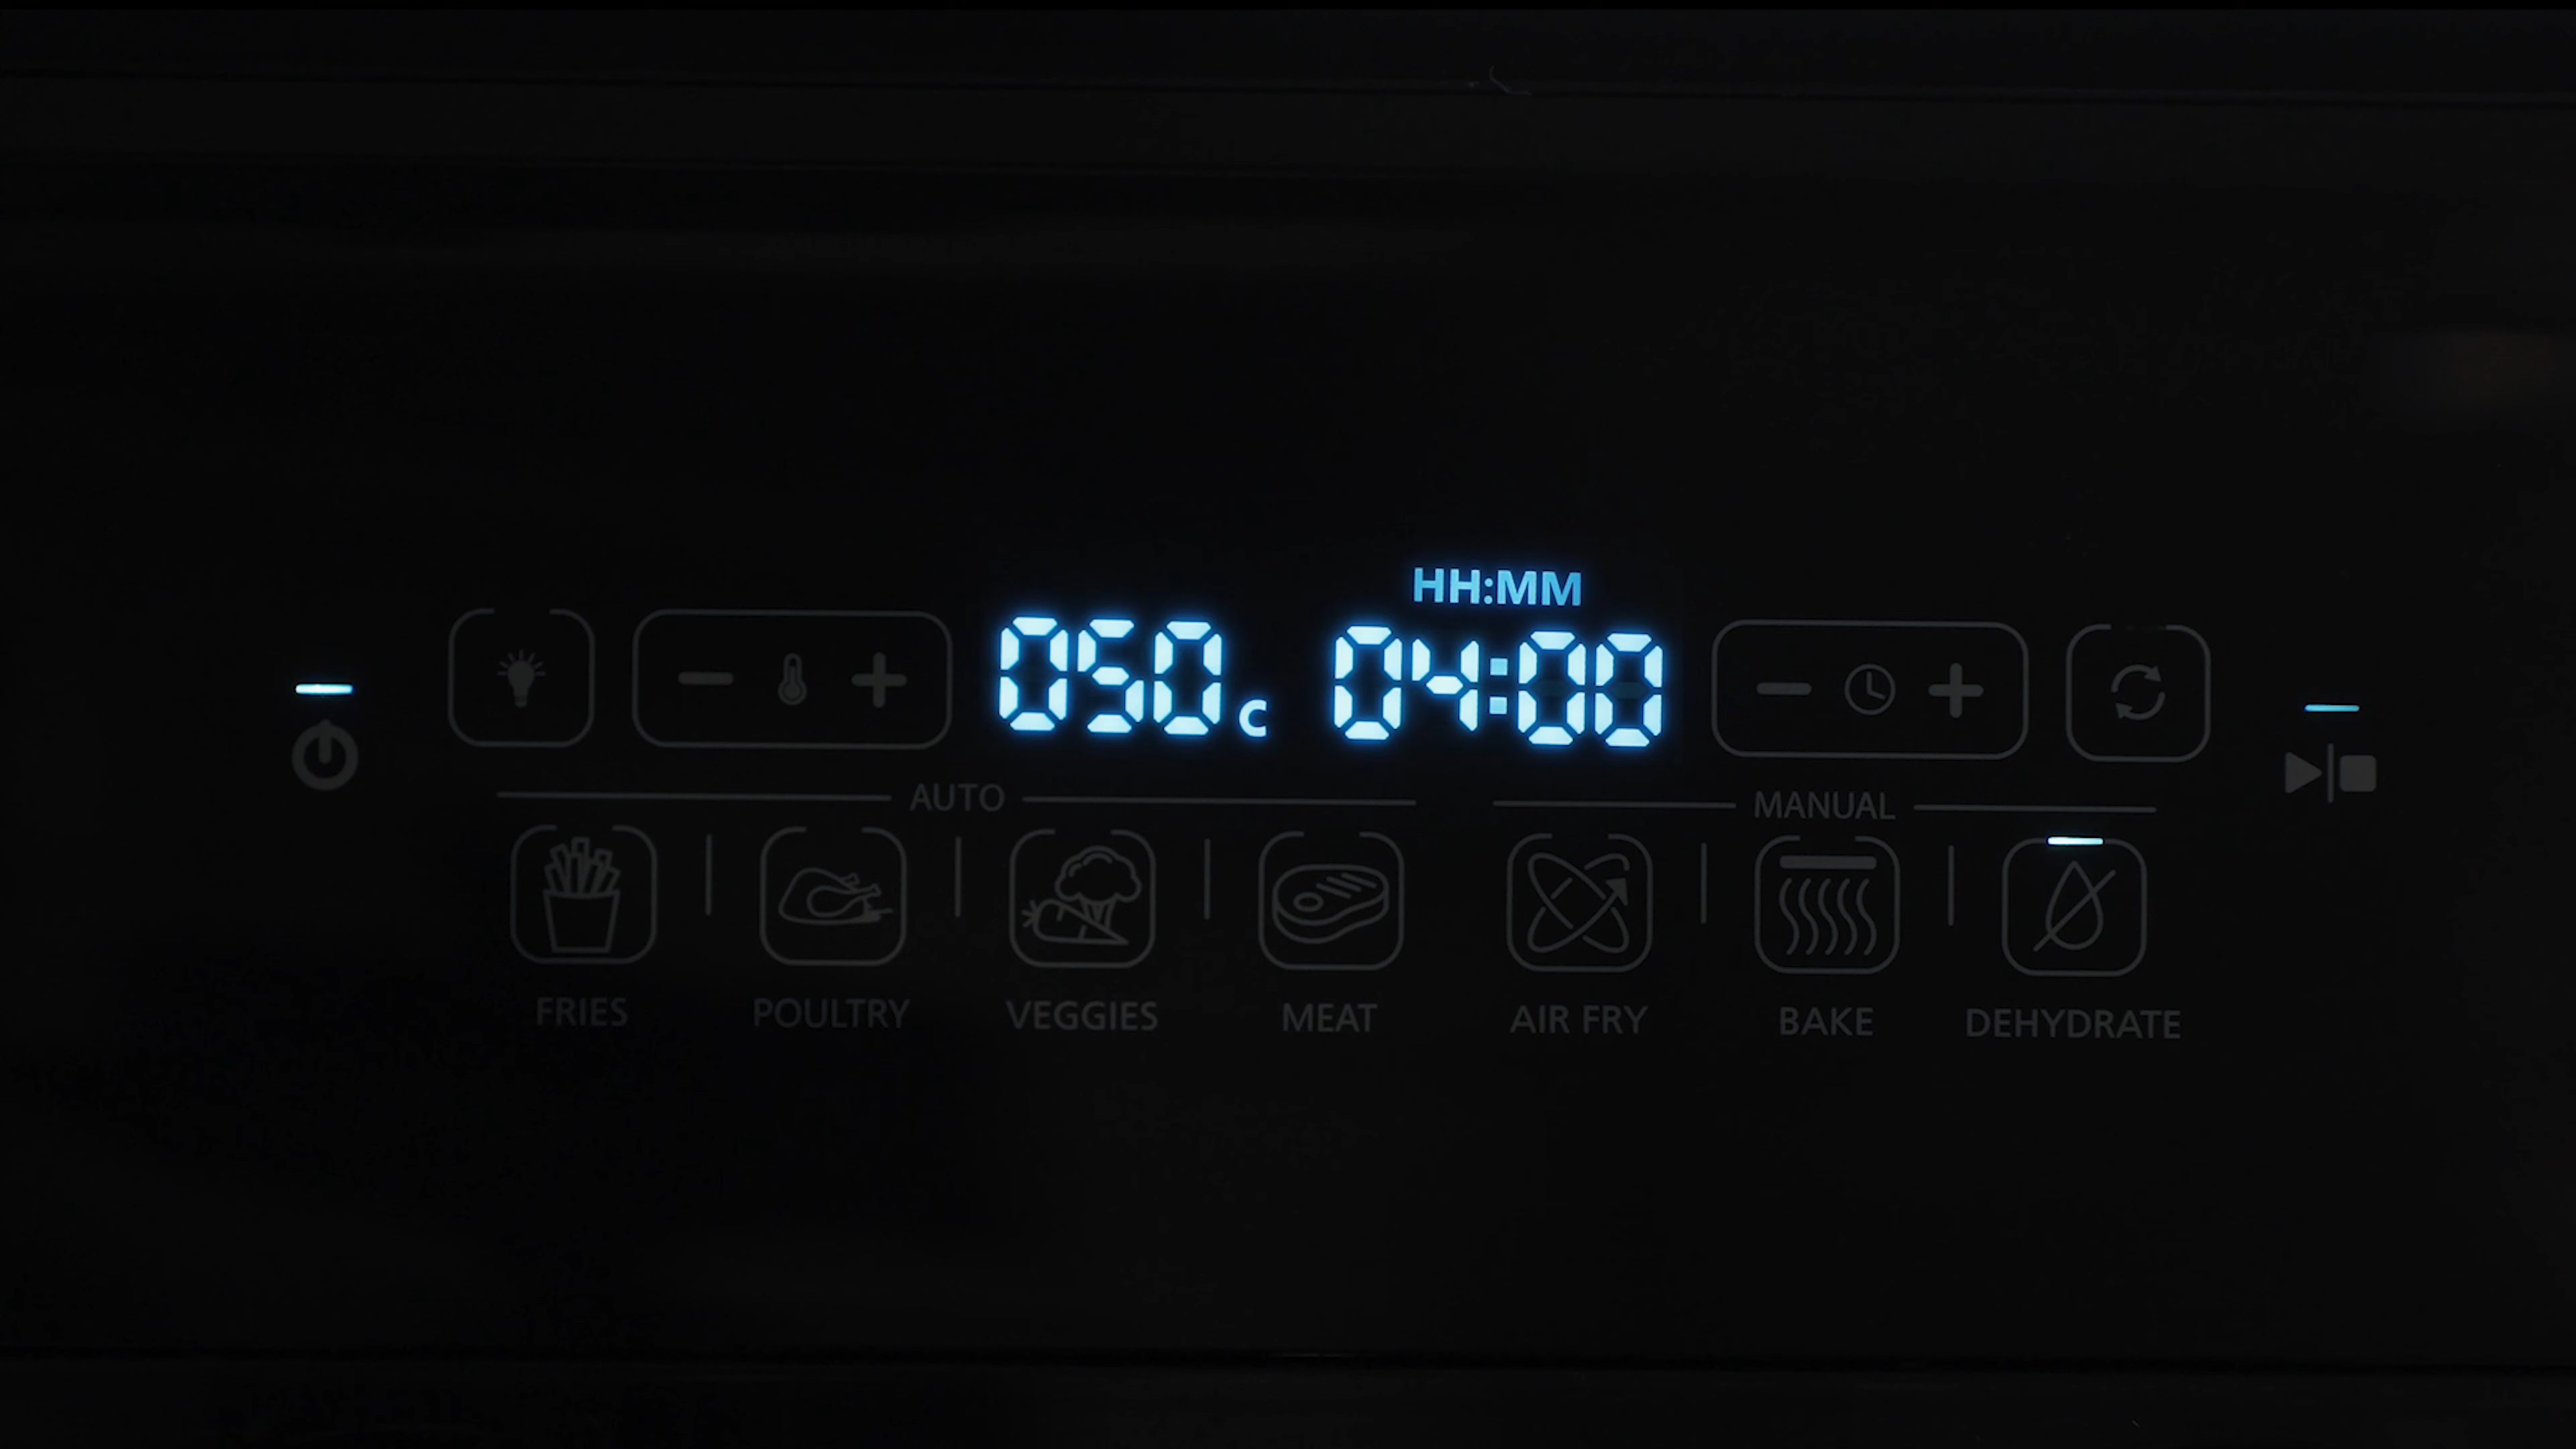 HH:MM
050c 04:00
AUTO MANUAL
FRIES POULTRY VEGGIES MEAT AIR FRY BAKE DEHYDRATE